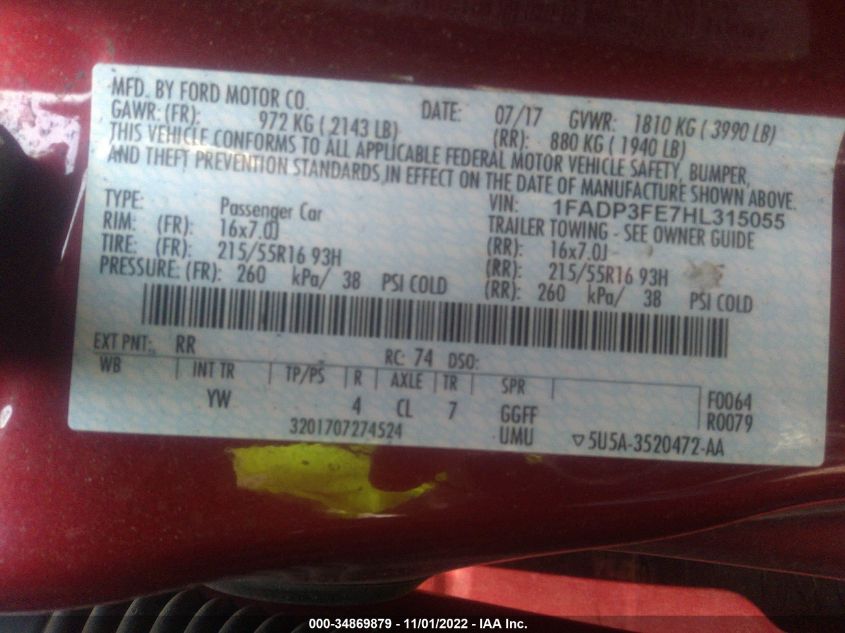 MFD. BY FORD MOTOR CO. DATE: 07/17 GVWR: 1810 KG ( 3990 LB)
GAWR: (FR): 972 KG ( 2143 LB) (RR): 880 KG ( 1940 LB)
THIS VEHICLE CONFORMS TO ALL APPLICABLE FEDERAL MOTOR VEHICLE SAFETY, BUMPER,
AND THEFT PREVENTION STANDARDS IN EFFECT ON THE DATE OF MANUFACTURE SHOWN ABOVE.
VIN: 1FADP3FE7HL315055
TYPE: Passenger Car TRAILER TOWING - SEE OWNER GUIDE
RIM: (FR): 16x7.0J (RR): 16x7.0J
TIRE: (FR): 215/55R16 93H (RR): 215/55R16 93H
PRESSURE: (FR): 260 kPa/ 38 PSI COLD (RR): 260 kPa/ 38 PSI COLD
EXT PNT: RR RC: 74 DSO:
WB INT TR TP/PS R AXLE TR SPR F0064
YW 4 CL 7 GGFF R0079
3201707274524 UMU ▽ 5U5A-3520472-AA
000-34869879 - 11/01/2022 - IAA Inc.